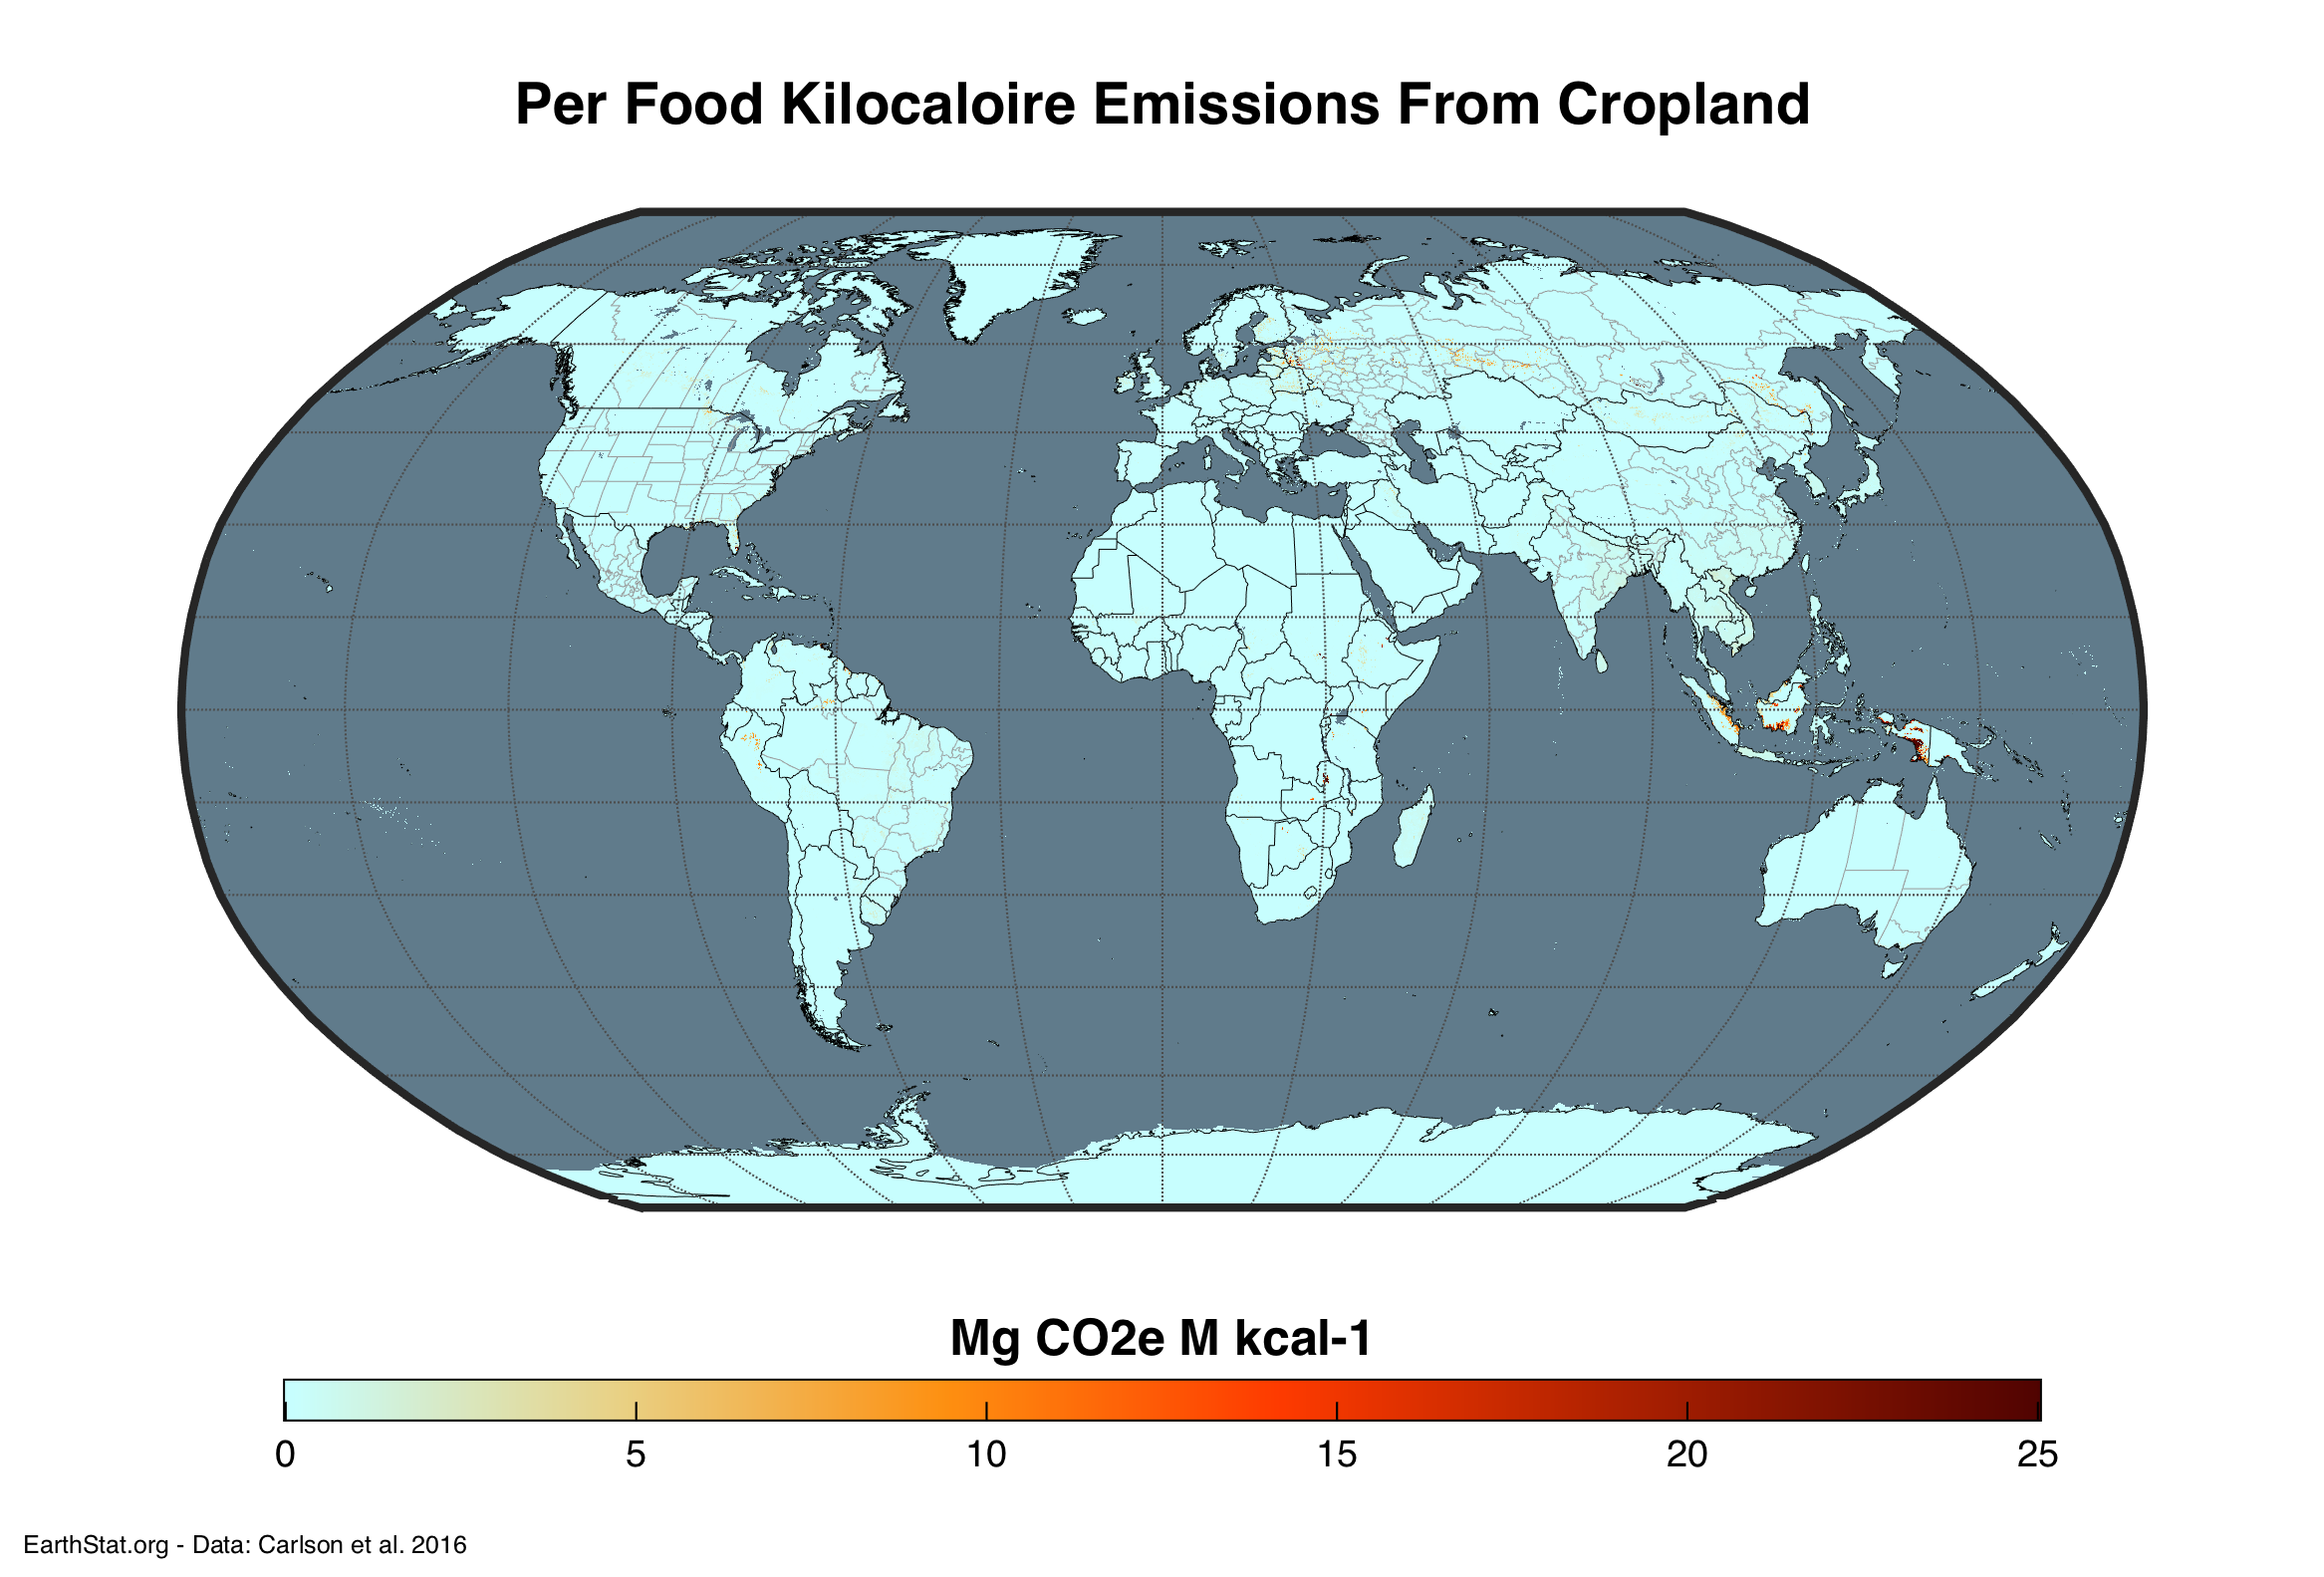 Per Food Kilocaloire Emissions From Cropland
Mg CO2e M kcal-1
0 5 10 15 20 25
EarthStat.org - Data: Carlson et al. 2016